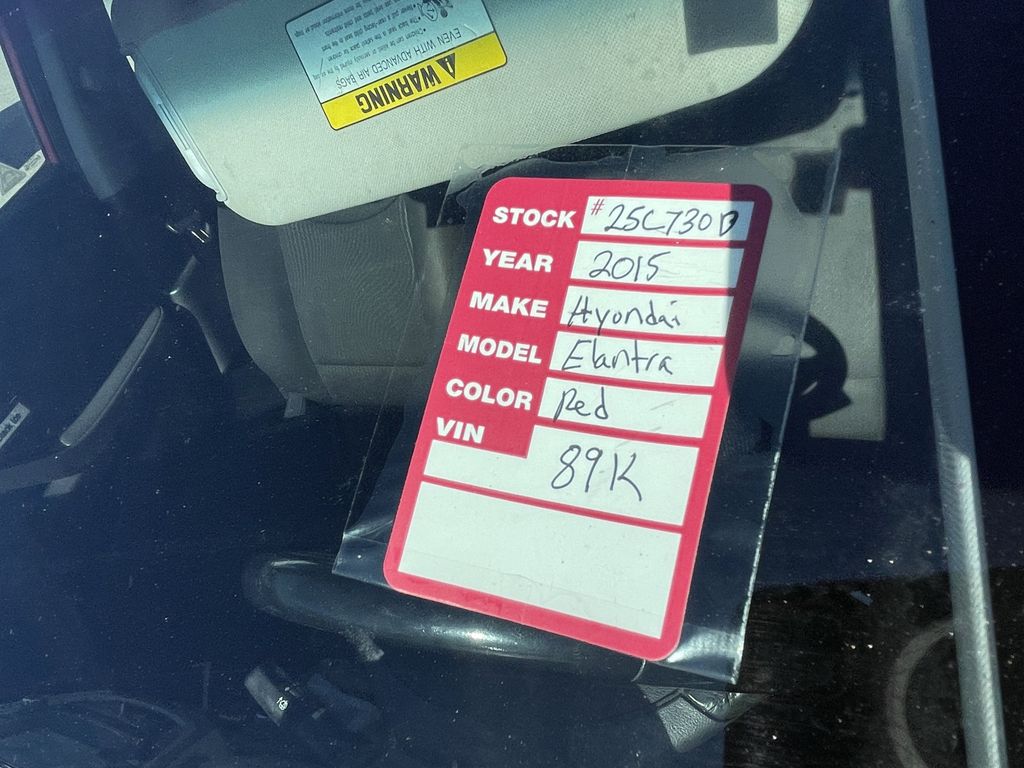 WARNING
EVEN WITH ADVANCED AIR BAGS
STOCK #25C730D
YEAR 2015
MAKE Hyondai
MODEL Elantra
COLOR Red
VIN
89K